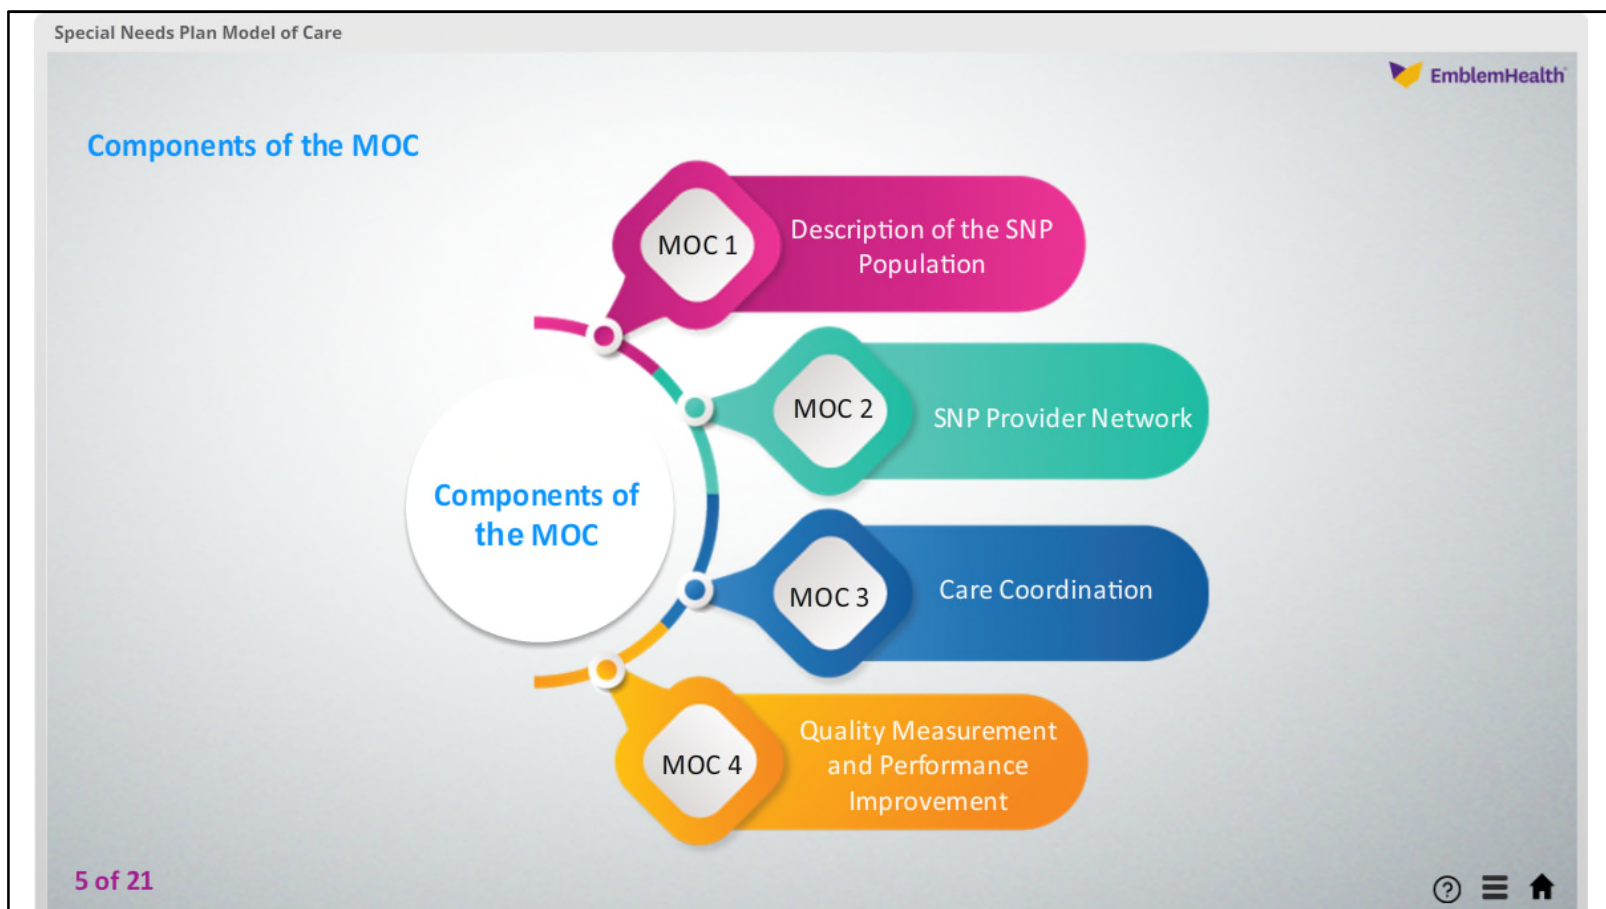 Special Needs Plan Model of Care
EmblemHealth
Components of the MOC
MOC 1
Description of the SNP
Population
MOC 2
SNP Provider Network
Components of
the MOC
MOC 3
Care Coordination
MOC 4
Quality Measurement
and Performance
Improvement
5 of 21
?